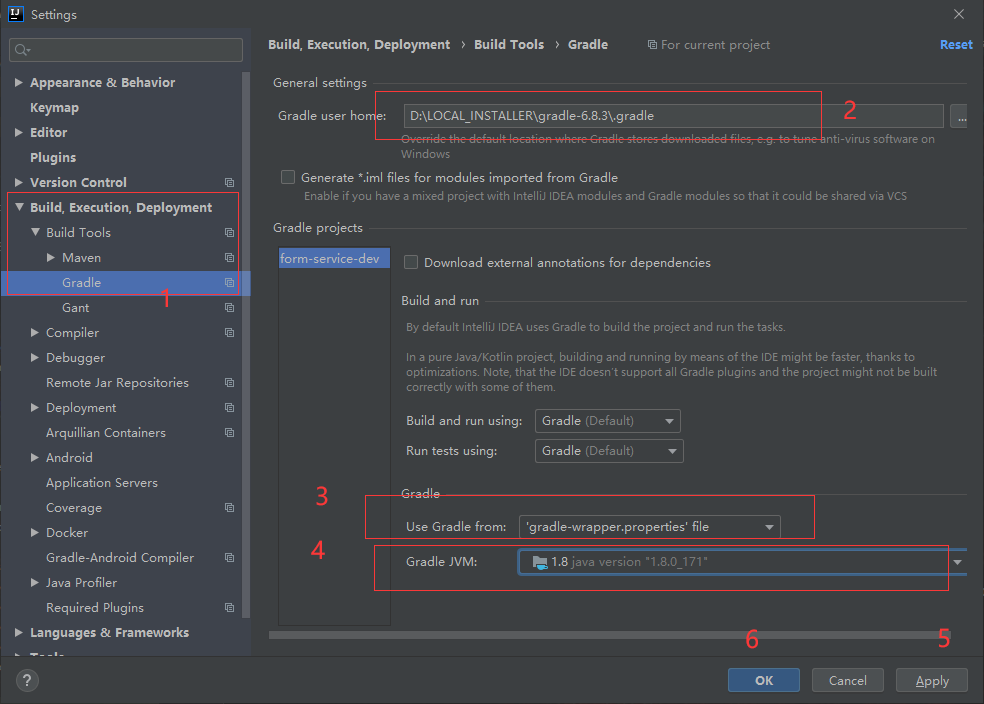 Settings
Appearance & Behavior
Keymap
Editor
Plugins
Version Control
Build, Execution, Deployment
Build Tools
Maven
Gradle
1
Gant
Compiler
Debugger
Remote Jar Repositories
Deployment
Arquillian Containers
Android
Application Servers
Coverage
Docker
Gradle-Android Compiler
Java Profiler
Required Plugins
Languages & Frameworks
Tools
Build, Execution, Deployment › Build Tools › Gradle For current project Reset
General settings
Gradle user home: D:\LOCAL_INSTALLER\gradle-6.8.3\.gradle 2 ...
Override the default location where Gradle stores downloaded files, e.g. to tune anti-virus software on
Windows
Generate *.iml files for modules imported from Gradle
Enable if you have a mixed project with IntelliJ IDEA modules and Gradle modules so that it could be shared via VCS
Gradle projects
form-service-dev
Download external annotations for dependencies
Build and run
By default IntelliJ IDEA uses Gradle to build the project and run the tasks.
In a pure Java/Kotlin project, building and running by means of the IDE might be faster, thanks to
optimizations. Note, that the IDE doesn't support all Gradle plugins and the project might not be built
correctly with some of them.
Build and run using: Gradle (Default)
Run tests using: Gradle (Default)
Gradle
3
Use Gradle from: 'gradle-wrapper.properties' file
4
Gradle JVM: 1.8 java version "1.8.0_171"
6 5
? OK Cancel Apply